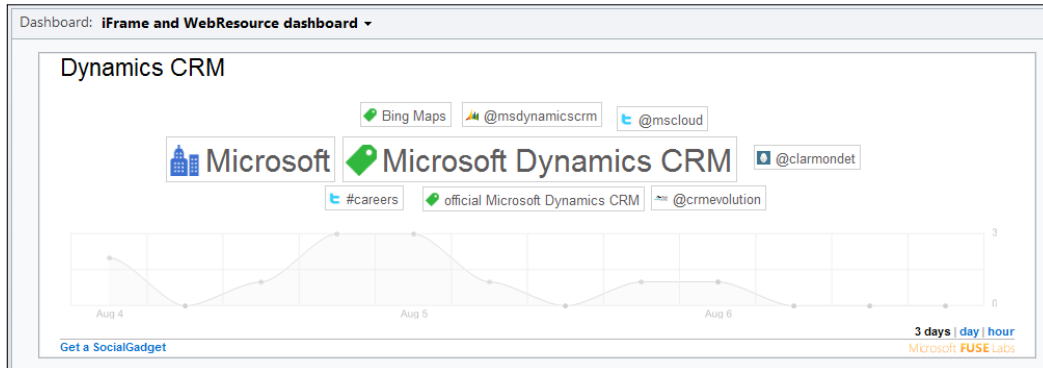 Dashboard: iFrame and WebResource dashboard
Dynamics CRM
Bing Maps @msdynamicscrm @mscloud
Microsoft Microsoft Dynamics CRM @clarmondet
#careers official Microsoft Dynamics CRM @crmevolution
3
0
Aug 4 Aug 5 Aug 6
3 days | day | hour
Get a SocialGadget Microsoft FUSE Labs